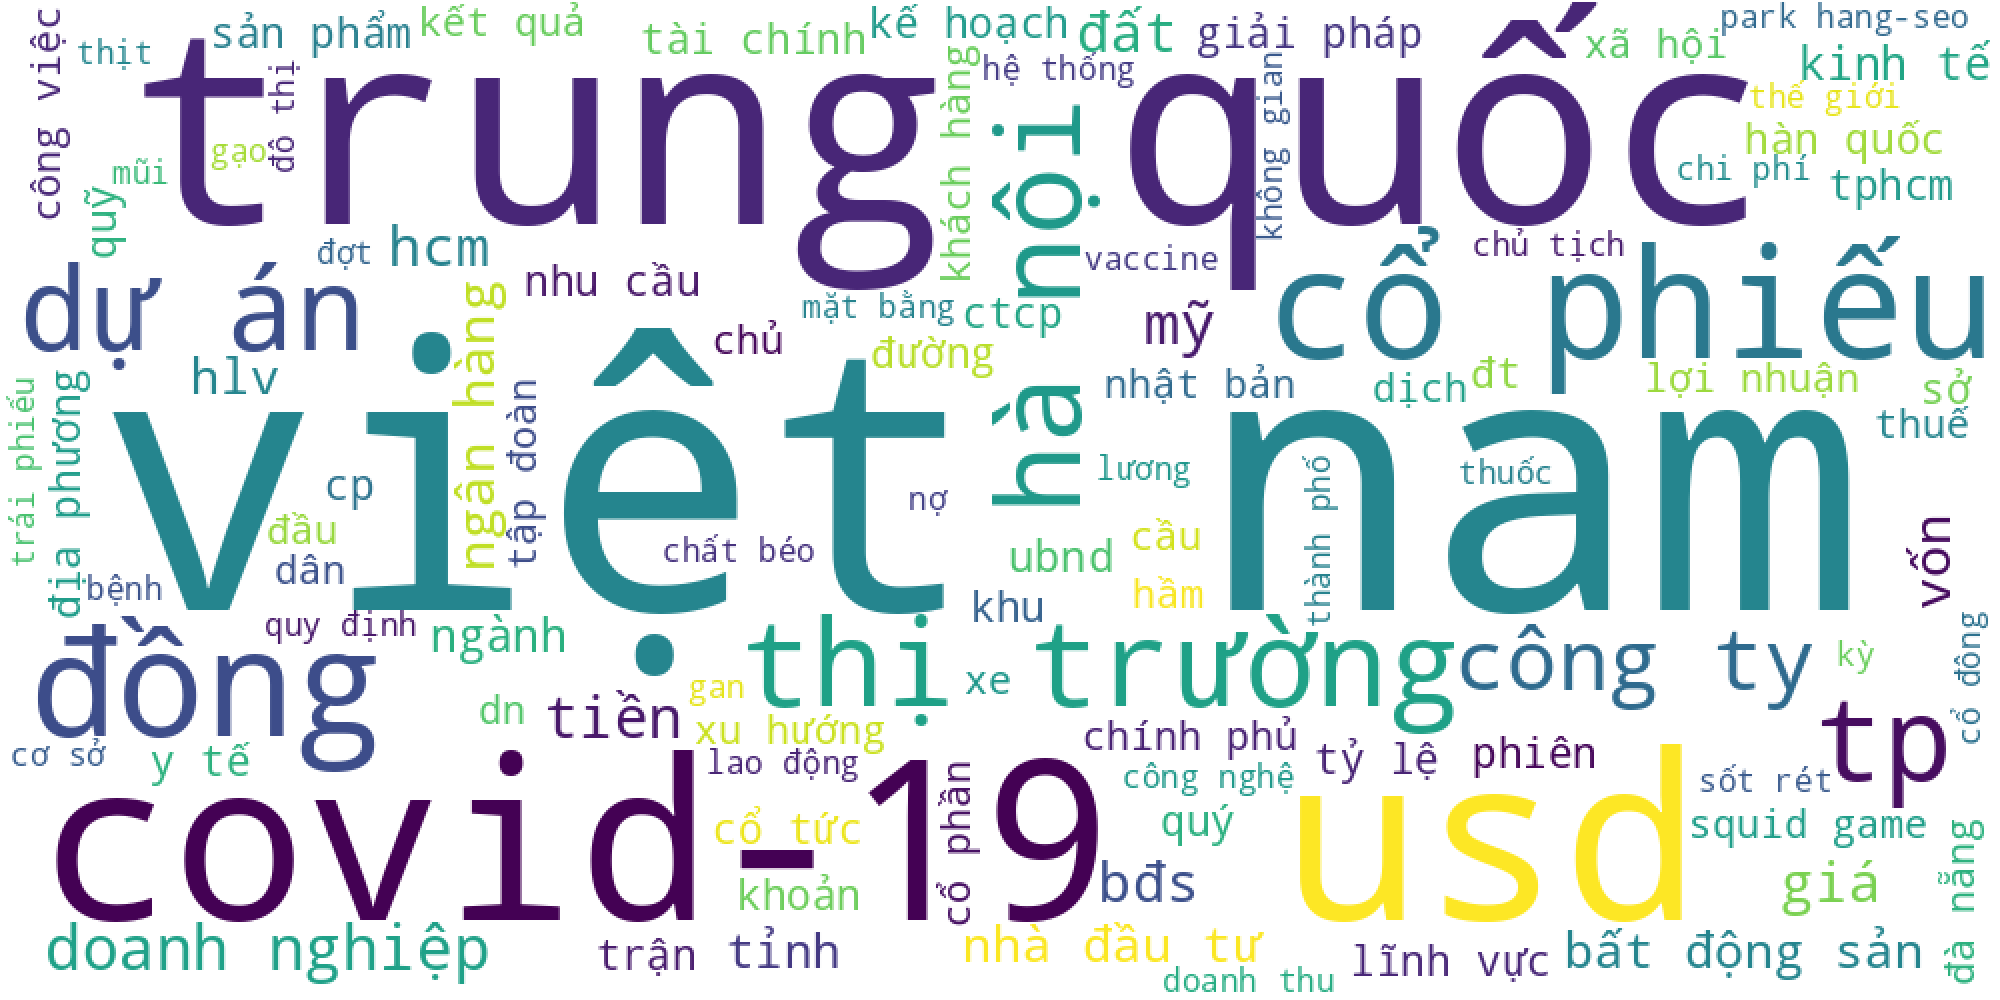 công việc
thịt
sản phẩm
kết quả
tài chính
kế hoạch
đất
giải pháp
xã hội
park hang-seo
kinh tế
trung quốc
hệ thống
thế giới
hàn quốc
chi phí
tphcm
đô thị
gạo
mũi
quỹ
khách hàng
hà nội
không gian
đợt
hcm
nhu cầu
vaccine
chủ tịch
dự án
ngân hàng
mặt bằng
ctcp
mỹ
cổ phiếu
chủ
đường
hlv
nhật bản
dịch
đt
lợi nhuận
sở
thuế
trái phiếu
địa phương
tập đoàn
việt nam
cp
nợ
lương
thành phố
thuốc
đầu
dân
chất béo
ubnd
cầu
vốn
bệnh
khu
hầm
quy định
ngành
đồng
thị trường
xe
công ty
kỳ
cổ đông
gan
dn
tiền
xu hướng
chính phủ
tỷ lệ
phiên
tp
cơ sở
y tế
lao động
công nghệ
sốt rét
covid-19
cổ tức
cổ phần
quý
usd
squid game
khoản
bđs
giá
đà nẵng
doanh nghiệp
trận
tỉnh
nhà đầu tư
lĩnh vực
bất động sản
doanh thu